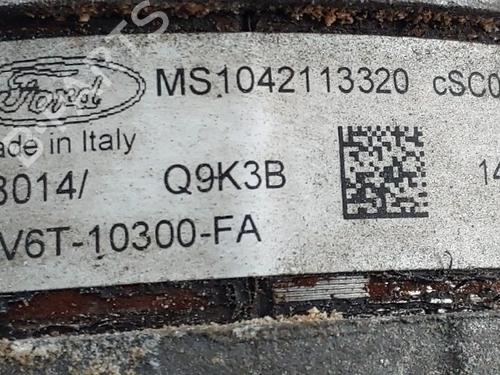 Ford MS1042113320 cSC0
ade in Italy
3014/ Q9K3B 14
V6T-10300-FA